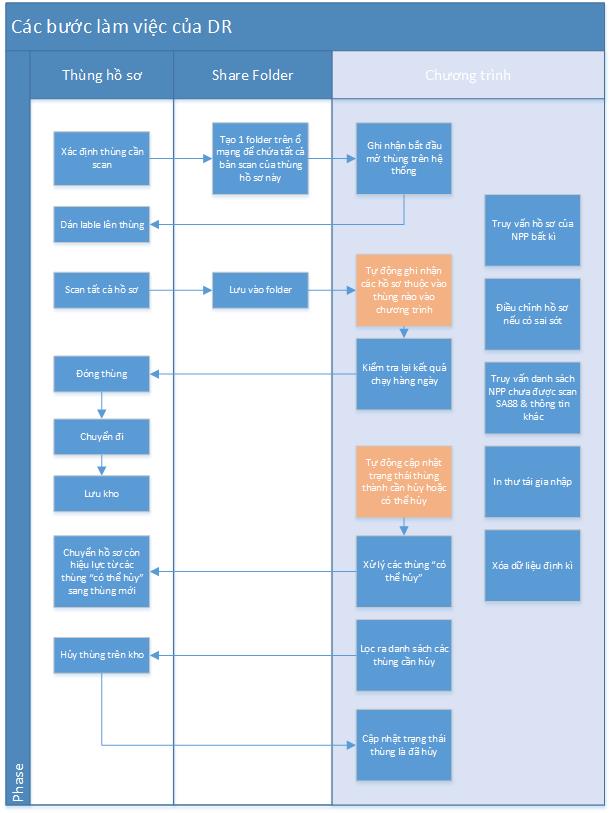 Các bước làm việc của DR
Thùng hồ sơ
Share Folder
Chương trình
Xác định thùng cần
scan
Tạo 1 folder trên ổ
mạng để chứa tất cả
bản scan của thùng
hồ sơ này
Ghi nhận bắt đầu
mở thùng trên hệ
thống
Dán lable lên thùng
Truy vấn hồ sơ của
NPP bất kì
Scan tất cả hồ sơ
Lưu vào folder
Tự động ghi nhận
các hồ sơ thuộc vào
thùng nào vào
chương trình
Điều chỉnh hồ sơ
nếu có sai sót
Đóng thùng
Kiểm tra lại kết quả
chạy hàng ngày
Truy vấn danh sách
NPP chưa được scan
SA88 & thông tin
khác
Chuyển đi
Lưu kho
Tự động cập nhật
trạng thái thùng
thành cần hủy hoặc
có thể hủy
In thư tái gia nhập
Chuyển hồ sơ còn
hiệu lực từ các
thùng “có thể hủy”
sang thùng mới
Xử lý các thùng “có
thể hủy”
Xóa dữ liệu định kì
Hủy thùng trên kho
Lọc ra danh sách các
thùng cần hủy
Cập nhật trạng thái
thùng là đã hủy
Phase